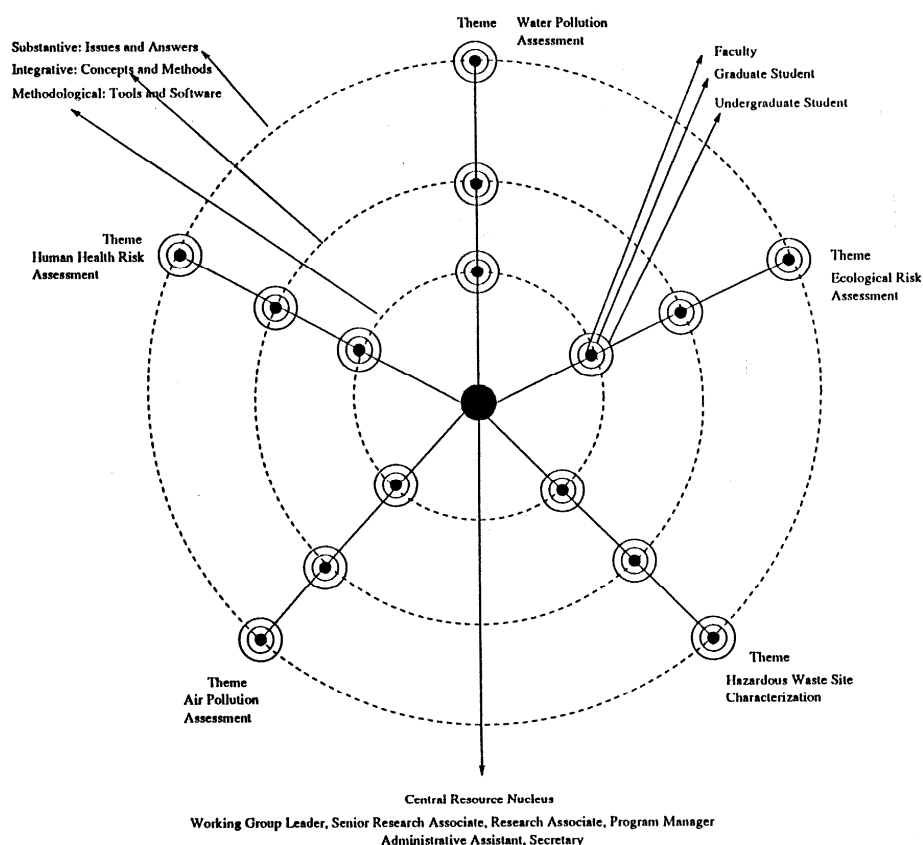 Theme Water Pollution
Assessment
Substantive: Issues and Answers
Integrative: Concepts and Methods
Methodological: Tools and Software
Faculty
Graduate Student
Undergraduate Student
Theme
Human Health Risk
Assessment
Theme
Ecological Risk
Assessment
Theme
Air Pollution
Assessment
Theme
Hazardous Waste Site
Characterization
Central Resource Nucleus
Working Group Leader, Senior Research Associate, Research Associate, Program Manager
Administrative Assistant, Secretary